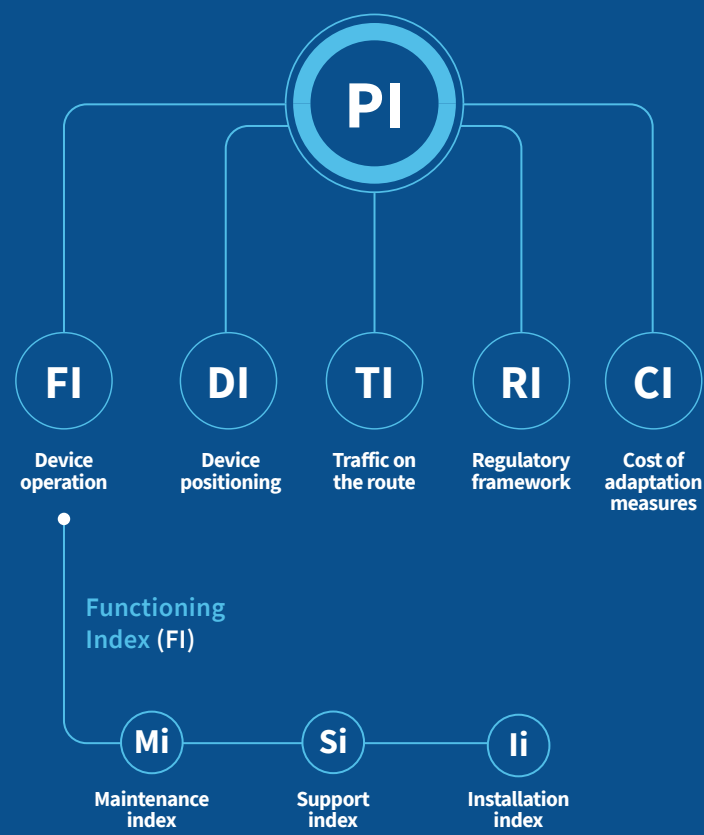 PI
FI
DI
TI
RI
CI
Device
operation
Device
positioning
Traffic on
the route
Regulatory
framework
Cost of
adaptation
measures
Functioning
Index (FI)
Mi
Si
Ii
Maintenance
index
Support
index
Installation
index